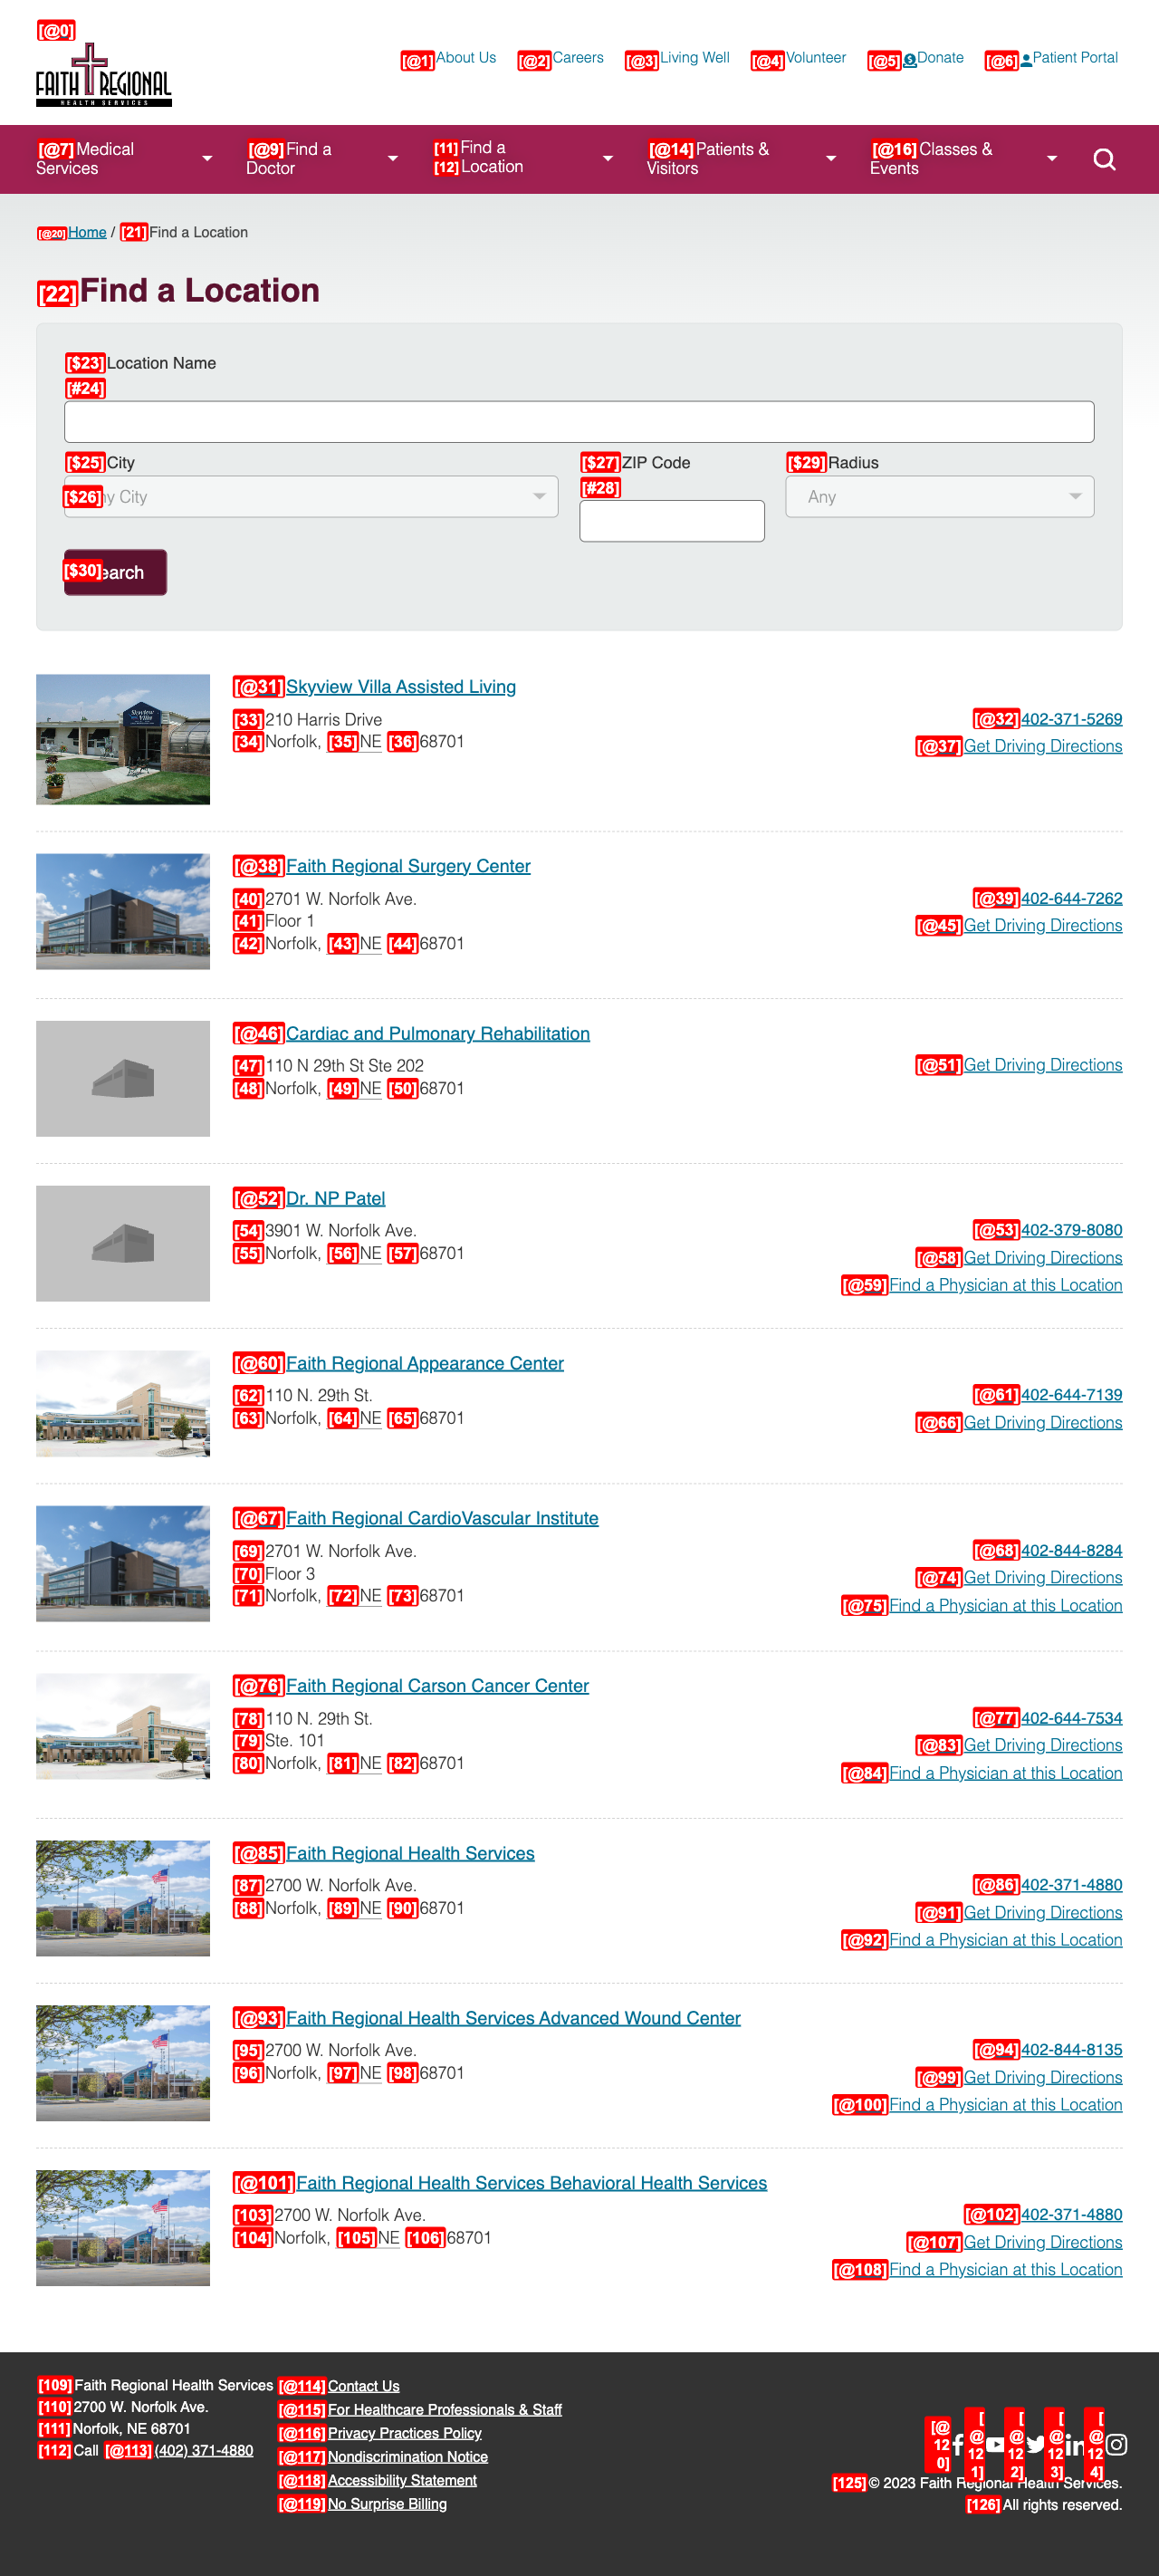 [@0]
FAITH REGIONAL
HEALTH SERVICES
[@1]About Us [@2]Careers [@3]Living Well [@4]Volunteer [@5]Donate [@6]Patient Portal
[@7]Medical Services
[@9]Find a Doctor
[11]Find a
[12]Location
[@14]Patients & Visitors
[@16]Classes & Events
[@20]Home / [21]Find a Location
[22]Find a Location
[$23]Location Name
[#24]
[$25]City
[$26]ny City
[$27]ZIP Code
[#28]
[$29]Radius
Any
[$30]earch
[@31]Skyview Villa Assisted Living
[33]210 Harris Drive
[34]Norfolk, [35]NE [36]68701
[@32]402-371-5269
[@37]Get Driving Directions
[@38]Faith Regional Surgery Center
[40]2701 W. Norfolk Ave.
[41]Floor 1
[42]Norfolk, [43]NE [44]68701
[@39]402-644-7262
[@45]Get Driving Directions
[@46]Cardiac and Pulmonary Rehabilitation
[47]110 N 29th St Ste 202
[48]Norfolk, [49]NE [50]68701
[@51]Get Driving Directions
[@52]Dr. NP Patel
[54]3901 W. Norfolk Ave.
[55]Norfolk, [56]NE [57]68701
[@53]402-379-8080
[@58]Get Driving Directions
[@59]Find a Physician at this Location
[@60]Faith Regional Appearance Center
[62]110 N. 29th St.
[63]Norfolk, [64]NE [65]68701
[@61]402-644-7139
[@66]Get Driving Directions
[@67]Faith Regional CardioVascular Institute
[69]2701 W. Norfolk Ave.
[70]Floor 3
[71]Norfolk, [72]NE [73]68701
[@68]402-844-8284
[@74]Get Driving Directions
[@75]Find a Physician at this Location
[@76]Faith Regional Carson Cancer Center
[78]110 N. 29th St.
[79]Ste. 101
[80]Norfolk, [81]NE [82]68701
[@77]402-644-7534
[@83]Get Driving Directions
[@84]Find a Physician at this Location
[@85]Faith Regional Health Services
[87]2700 W. Norfolk Ave.
[88]Norfolk, [89]NE [90]68701
[@86]402-371-4880
[@91]Get Driving Directions
[@92]Find a Physician at this Location
[@93]Faith Regional Health Services Advanced Wound Center
[95]2700 W. Norfolk Ave.
[96]Norfolk, [97]NE [98]68701
[@94]402-844-8135
[@99]Get Driving Directions
[@100]Find a Physician at this Location
[@101]Faith Regional Health Services Behavioral Health Services
[103]2700 W. Norfolk Ave.
[104]Norfolk, [105]NE [106]68701
[@102]402-371-4880
[@107]Get Driving Directions
[@108]Find a Physician at this Location
[109]Faith Regional Health Services
[110]2700 W. Norfolk Ave.
[111]Norfolk, NE 68701
[112]Call [@113](402) 371-4880
[@114]Contact Us
[@115]For Healthcare Professionals & Staff
[@116]Privacy Practices Policy
[@117]Nondiscrimination Notice
[@118]Accessibility Statement
[@119]No Surprise Billing
[@120] [@121] [@122] [@123] [@124]
[125]© 2023 Faith Regional Health Services.
[126]All rights reserved.